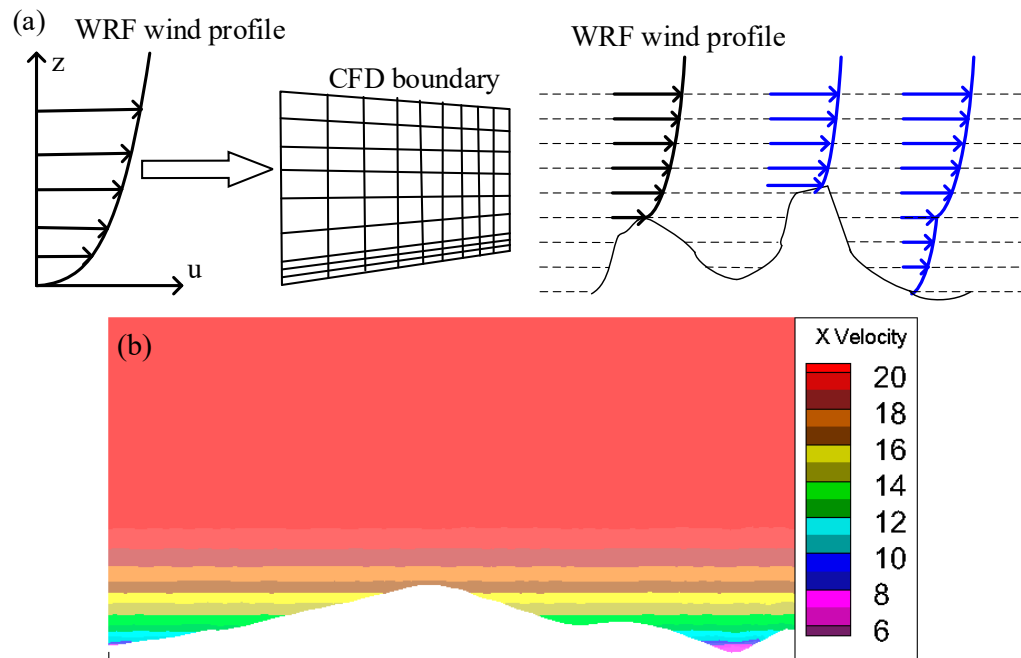 (a)
WRF wind profile
z
u
CFD boundary
WRF wind profile
(b)
X Velocity
20
18
16
14
12
10
8
6